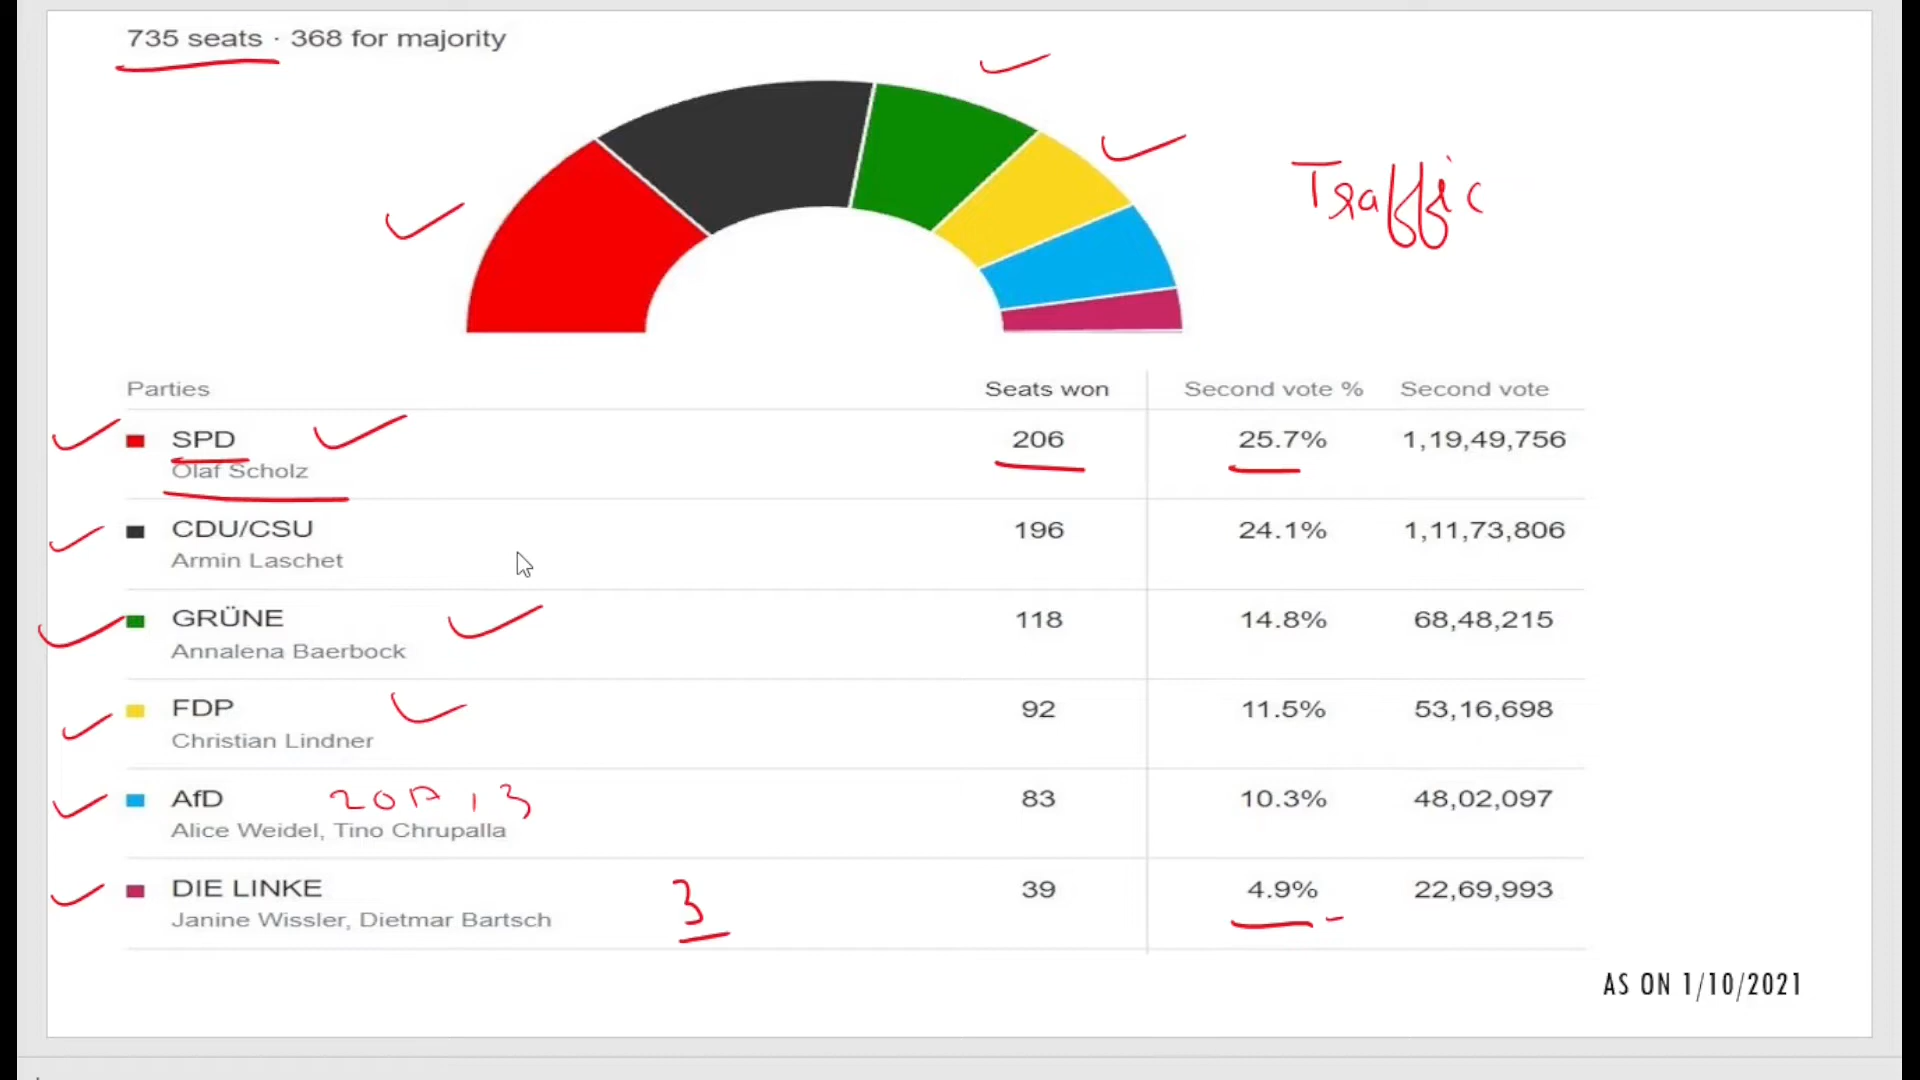 735 seats · 368 for majority
Traffic
Parties Seats won Second vote % Second vote
SPD 206 25.7% 1,19,49,756
Olaf Scholz
CDU/CSU 196 24.1% 1,11,73,806
Armin Laschet
GRÜNE 118 14.8% 68,48,215
Annalena Baerbock
FDP 92 11.5% 53,16,698
Christian Lindner
AfD 83 10.3% 48,02,097
Alice Weidel, Tino Chrupalla
DIE LINKE 3 39 4.9% 22,69,993
Janine Wissler, Dietmar Bartsch
AS ON 1/10/2021